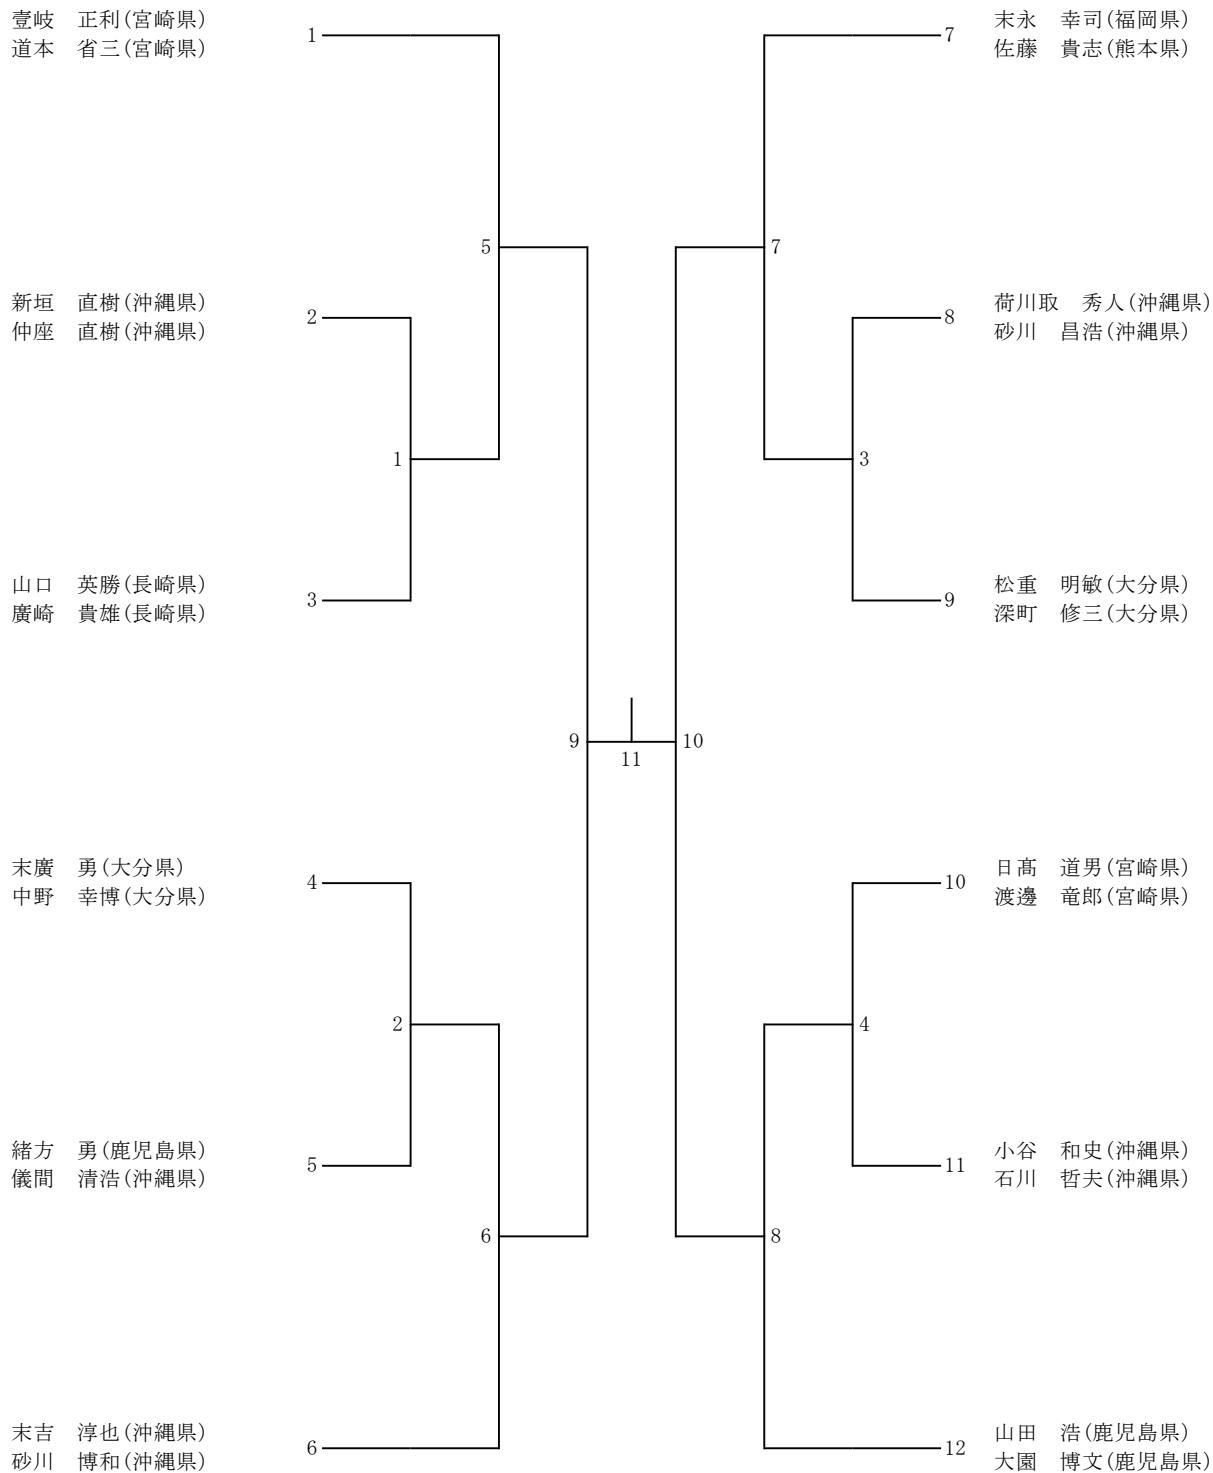 壹岐　正利(宮崎県)
道本　省三(宮崎県)
1
新垣　直樹(沖縄県)
仲座　直樹(沖縄県)
2
山口　英勝(長崎県)
廣崎　貴雄(長崎県)
3
末廣　勇(大分県)
中野　幸博(大分県)
4
緒方　勇(鹿児島県)
儀間　清浩(沖縄県)
5
末吉　淳也(沖縄県)
砂川　博和(沖縄県)
6
1
2
5
6
9
11
10
7
8
3
4
7
末永　幸司(福岡県)
佐藤　貴志(熊本県)
8
荷川取　秀人(沖縄県)
砂川　昌浩(沖縄県)
9
松重　明敏(大分県)
深町　修三(大分県)
10
日髙　道男(宮崎県)
渡邊　竜郎(宮崎県)
11
小谷　和史(沖縄県)
石川　哲夫(沖縄県)
12
山田　浩(鹿児島県)
大園　博文(鹿児島県)